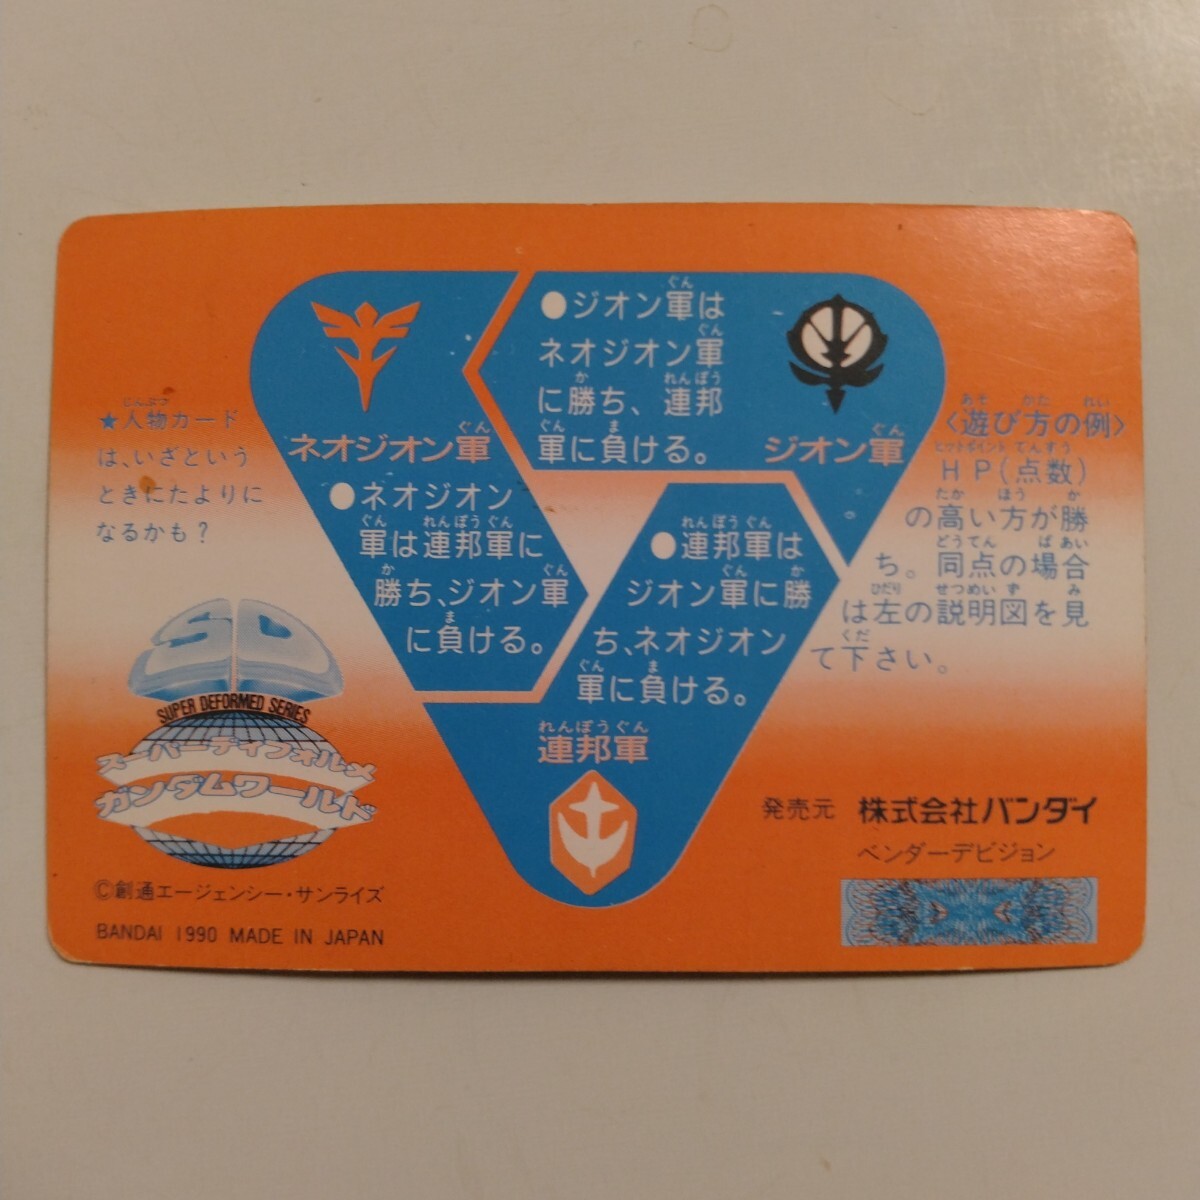 ★人物カード
は、いざという
ときにたよりに
なるかも？
ネオジオン軍
●ネオジオン
軍は連邦軍に
勝ち、ジオン軍
に負ける。
●ジオン軍は
ネオジオン軍
に勝ち、連邦
軍に負ける。
ジオン軍
●連邦軍は
ジオン軍に勝
ち、ネオジオン
軍に負ける。
連邦軍
〈遊び方の例〉
HP(点数)
の高い方が勝
ち。同点の場合
は左の説明図を見
て下さい。
SD
SUPER DEFORMED SERIES
スーパーディフォルメ
ガンダムワールド
©創通エージェンシー・サンライズ
BANDAI 1990 MADE IN JAPAN
発売元 株式会社バンダイ
ベンダーデビジョン